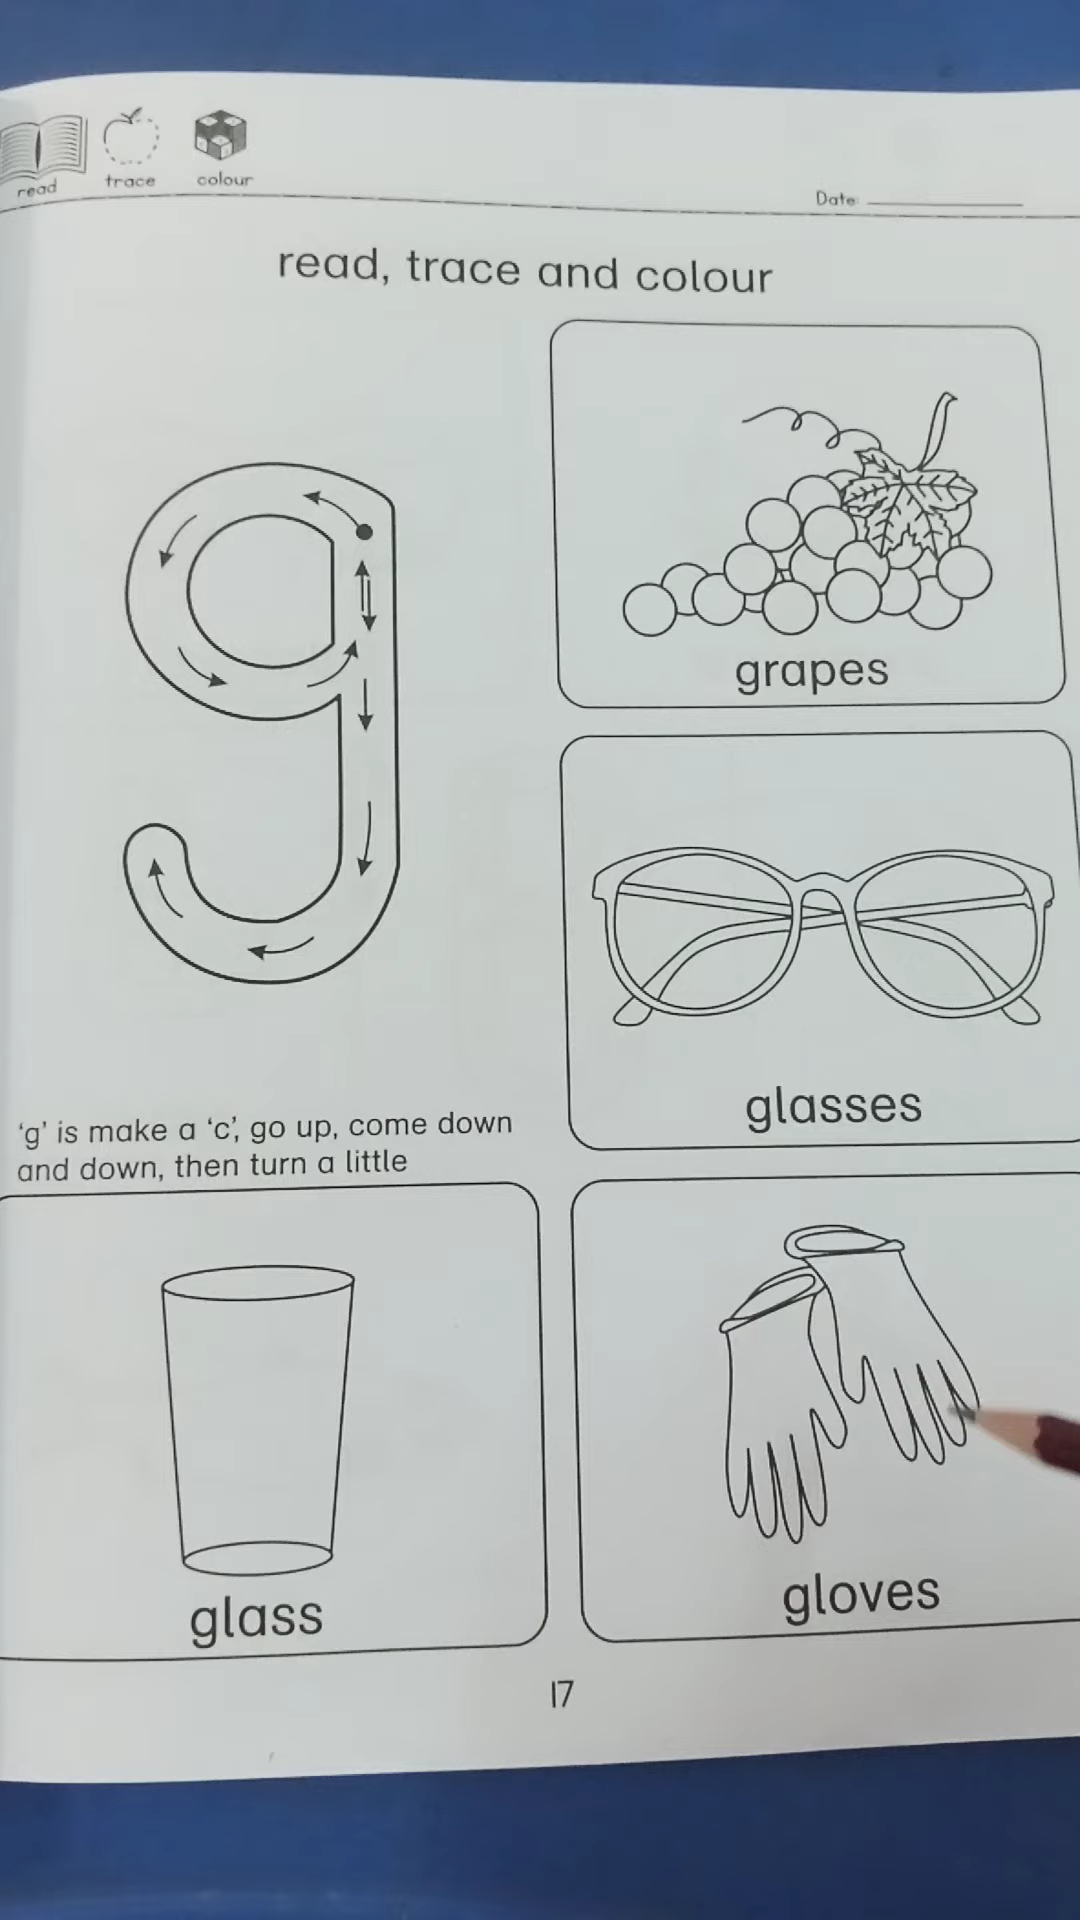 read trace colour
Date:
read, trace and colour
g
grapes
glasses
‘g’ is make a ‘c’, go up, come down
and down, then turn a little
glass
gloves
17